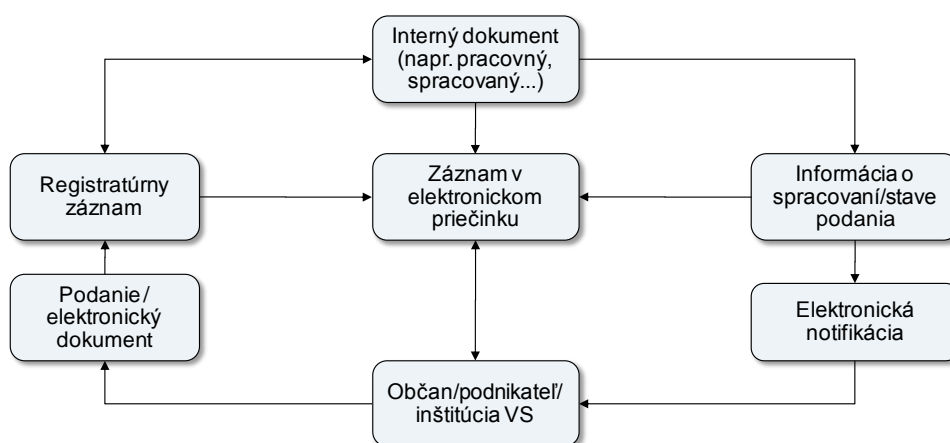 Interný dokument
(napr. pracovný,
spracovaný...)
Registratúrny
záznam
Záznam v
elektronickom
priečinku
Informácia o
spracovaní/stave
podania
Podanie/
elektronický
dokument
Elektronická
notifikácia
Občan/podnikateľ/
inštitúcia VS